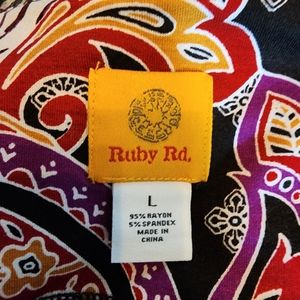 Ruby Rd.
L
95% RAYON
5% SPANDEX
MADE IN
CHINA